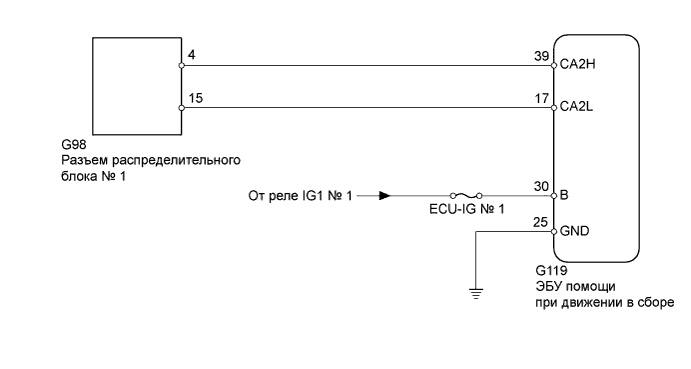 4
39
CA2H
15
17
CA2L
G98
Разъем распределительного
блока № 1
От реле IG1 № 1
ECU-IG № 1
30
B
25
GND
G119
ЭБУ помощи
при движении в сборе